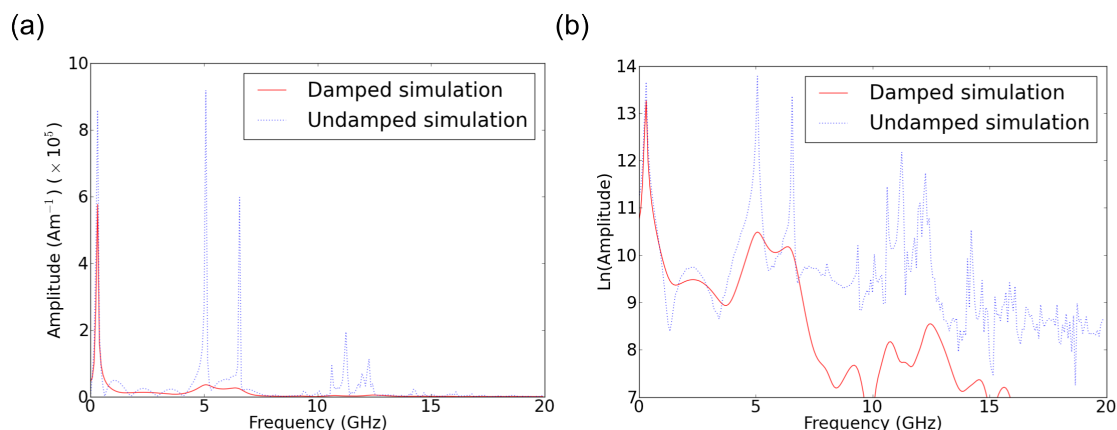 (a)
(b)
Amplitude (Am⁻¹) (× 10⁵)
10
8
6
4
2
0
Damped simulation
Undamped simulation
0
5
10
15
20
Frequency (GHz)
Ln(Amplitude)
14
13
12
11
10
9
8
7
Damped simulation
Undamped simulation
0
5
10
15
20
Frequency (GHz)